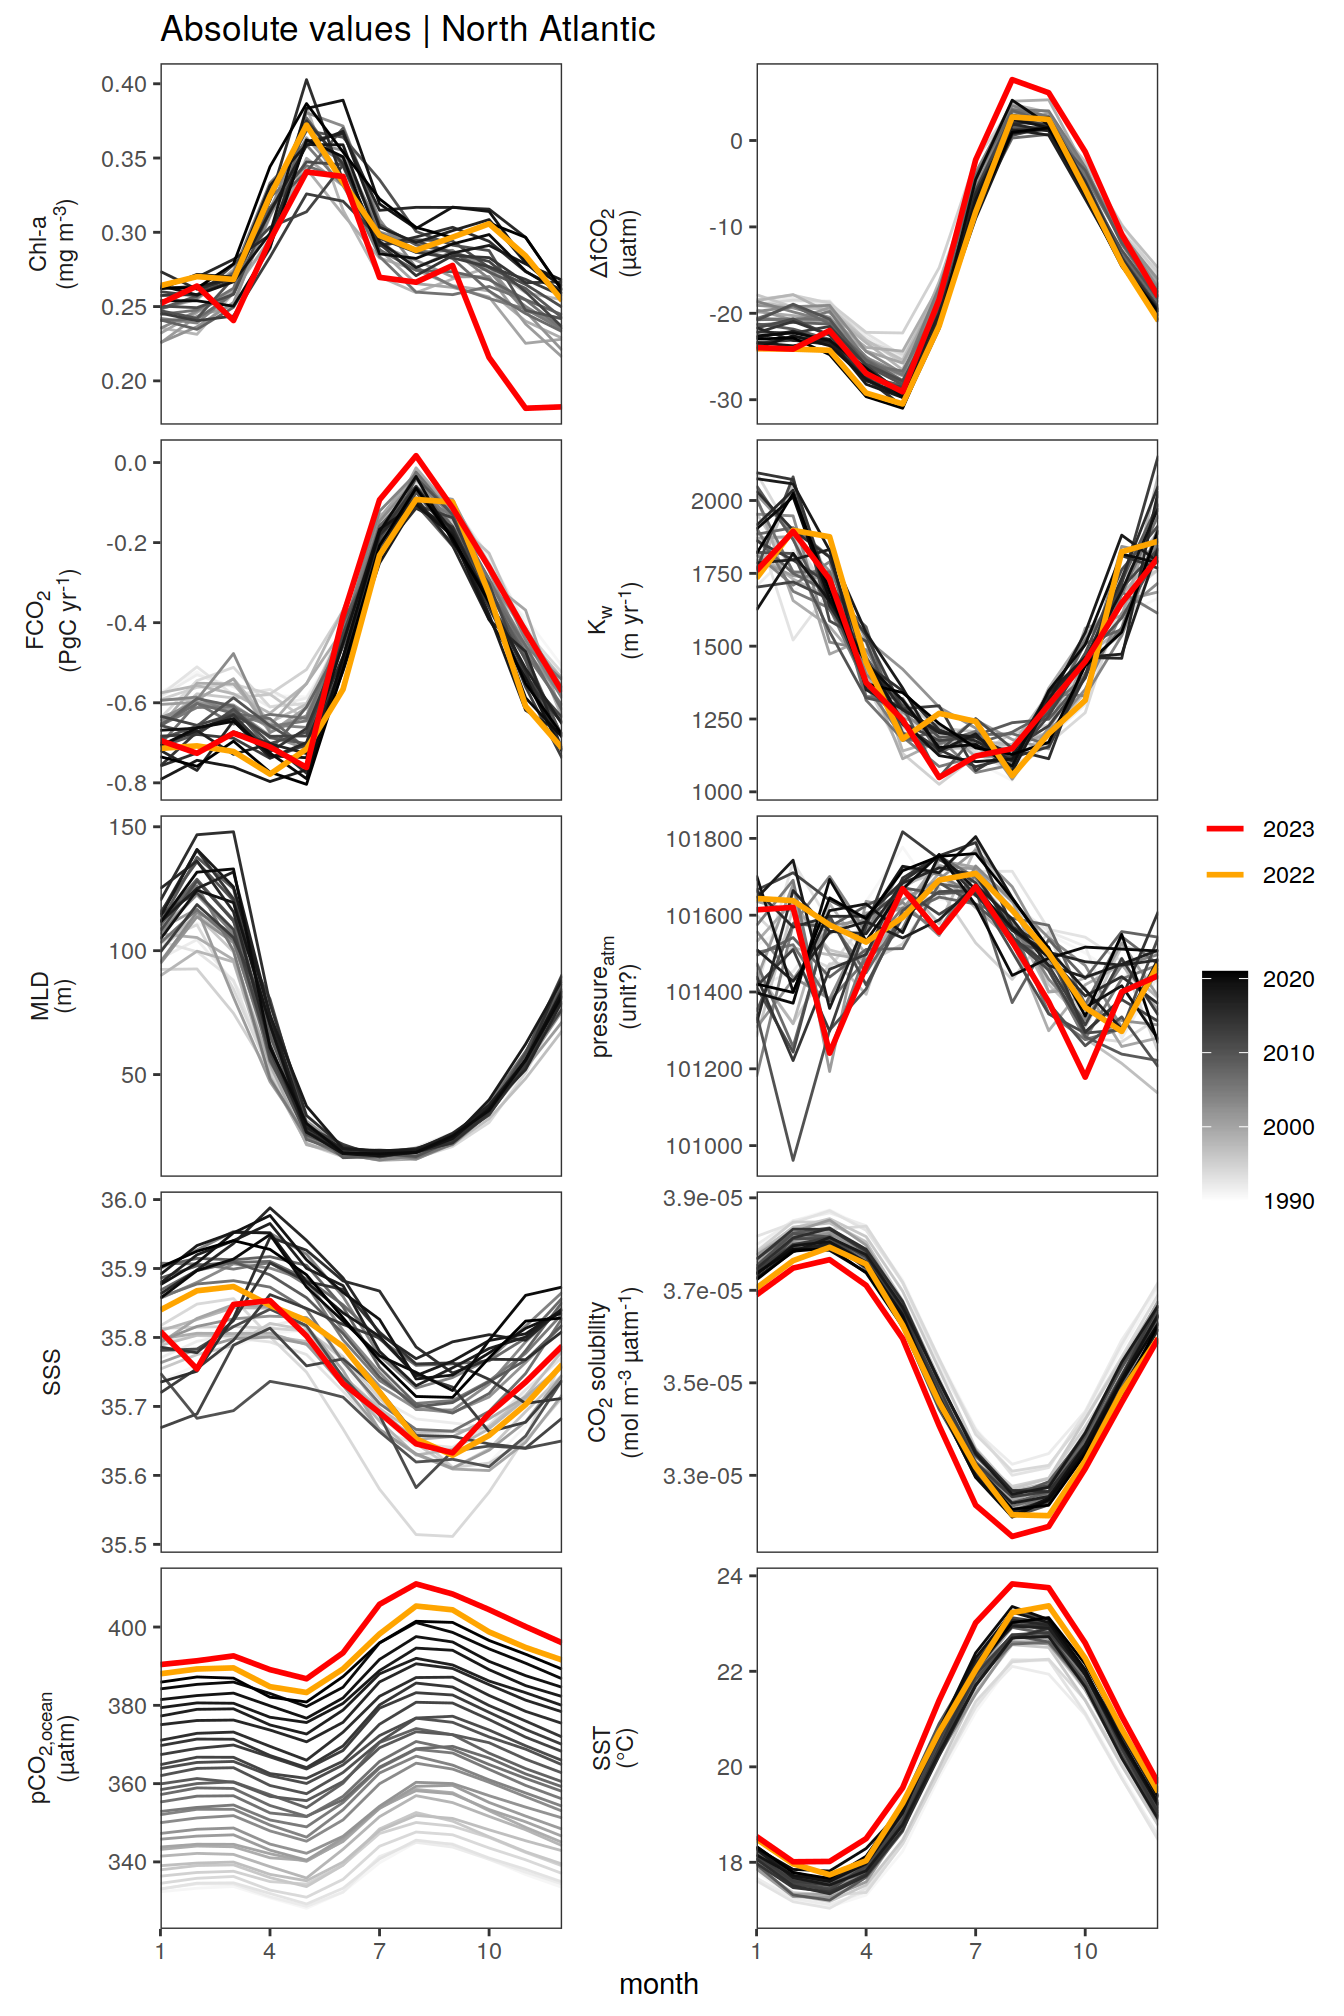 Absolute values | North Atlantic
Chl-a
(mg m-3)
0.40
0.35
0.30
0.25
0.20
ΔfCO2
(µatm)
0
-10
-20
-30
FCO2
(PgC yr-1)
0.0
-0.2
-0.4
-0.6
-0.8
Kw
(m yr-1)
2000
1750
1500
1250
1000
MLD
(m)
150
100
50
pressureatm
(unit?)
101800
101600
101400
101200
101000
SSS
36.0
35.9
35.8
35.7
35.6
35.5
CO2 solubility
(mol m-3 µatm-1)
3.9e-05
3.7e-05
3.5e-05
3.3e-05
pCO2,ocean
(µatm)
400
380
360
340
1
4
7
10
SST
(°C)
24
22
20
18
1
4
7
10
month
2023
2022
2020
2010
2000
1990